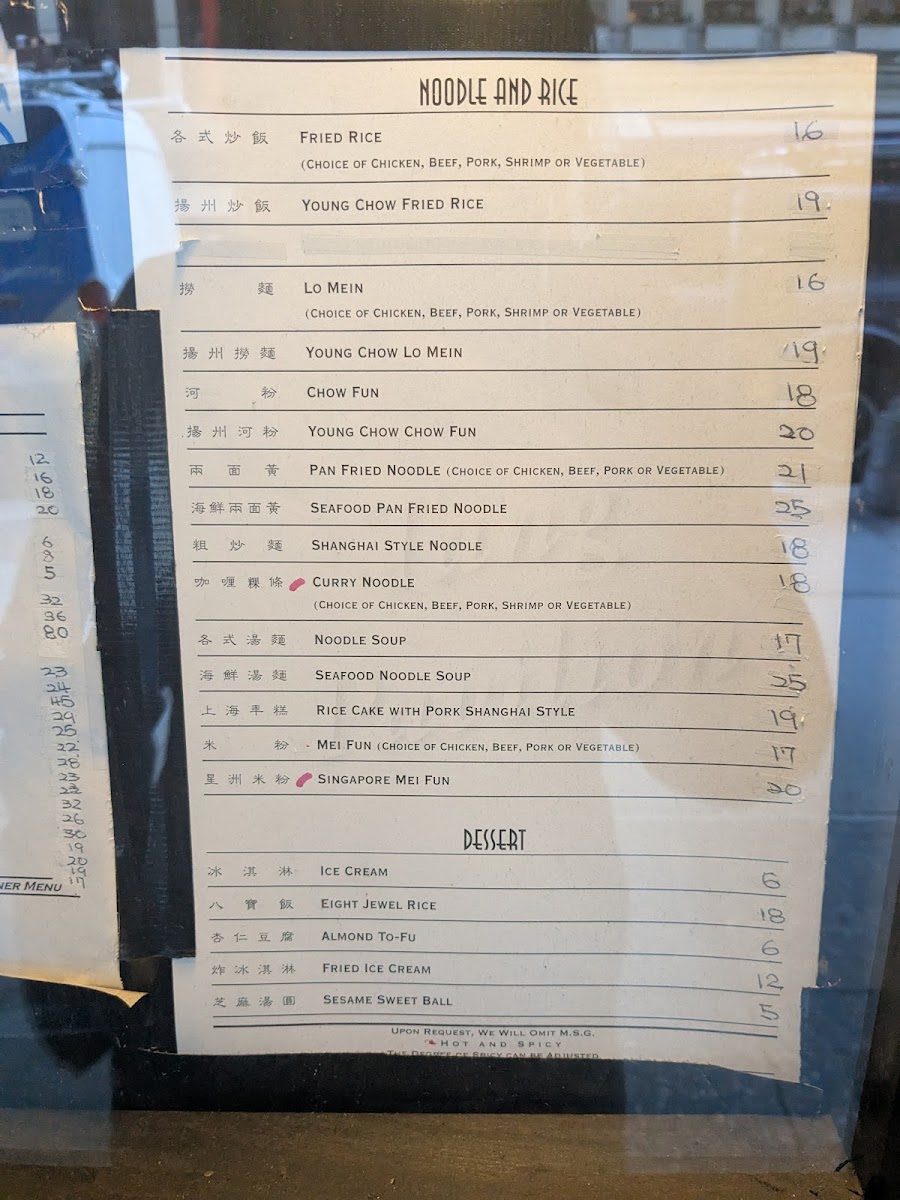 NOODLE AND RICE
各式炒飯 FRIED RICE 16
(CHOICE OF CHICKEN, BEEF, PORK, SHRIMP OR VEGETABLE)
揚州炒飯 YOUNG CHOW FRIED RICE 19
撈麵 LO MEIN 16
(CHOICE OF CHICKEN, BEEF, PORK, SHRIMP OR VEGETABLE)
揚州撈麵 YOUNG CHOW LO MEIN 19
河粉 CHOW FUN 18
揚州河粉 YOUNG CHOW CHOW FUN 20
兩面黃 PAN FRIED NOODLE (CHOICE OF CHICKEN, BEEF, PORK OR VEGETABLE) 21
海鮮兩面黃 SEAFOOD PAN FRIED NOODLE 25
粗炒麵 SHANGHAI STYLE NOODLE 18
咖喱粿條 CURRY NOODLE 18
(CHOICE OF CHICKEN, BEEF, PORK, SHRIMP OR VEGETABLE)
各式湯麵 NOODLE SOUP 17
海鮮湯麵 SEAFOOD NOODLE SOUP 25
上海年糕 RICE CAKE WITH PORK SHANGHAI STYLE 19
米粉 MEI FUN (CHOICE OF CHICKEN, BEEF, PORK OR VEGETABLE) 17
星洲米粉 SINGAPORE MEI FUN 20
DESSERT
冰淇淋 ICE CREAM 6
八寶飯 EIGHT JEWEL RICE 18
杏仁豆腐 ALMOND TO-FU 6
炸冰淇淋 FRIED ICE CREAM 12
芝麻湯圓 SESAME SWEET BALL 5
UPON REQUEST, WE WILL OMIT M.S.G.
HOT AND SPICY
THE DEGREE OF SPICY CAN BE ADJUSTED
12
16
18
20
6
8
5
32
36
80
23
24
45
29
25
22
28
23
22
32
26
30
19
20
19
17
NER MENU